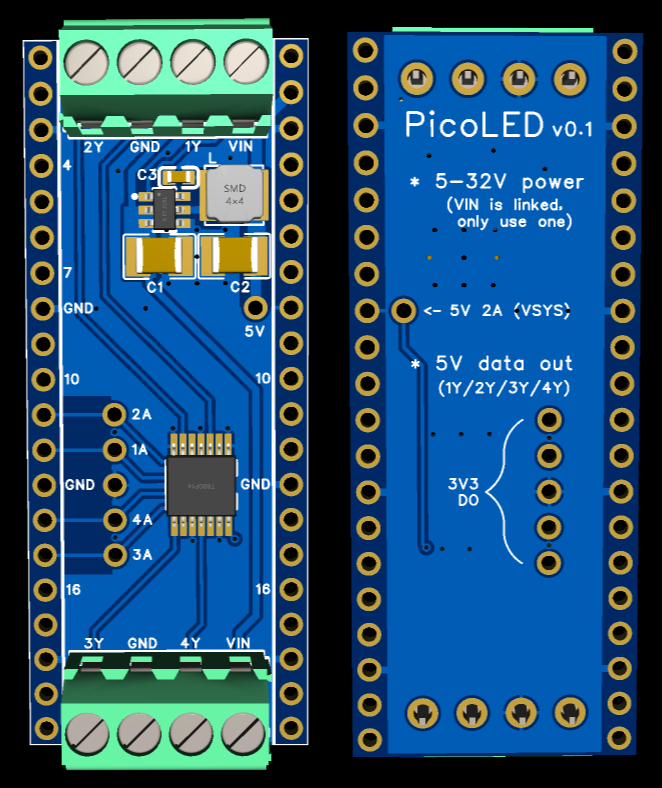 2Y GND 1Y VIN
4
C3
L
SMD
4x4
7
C1 C2
GND
5V
10 10
2A
1A
GND GND
4A
3A
16 16
3Y GND 4Y VIN
PicoLED v0.1
* 5-32V power
(VIN is linked,
only use one)
<- 5V 2A (VSYS)
* 5V data out
(1Y/2Y/3Y/4Y)
3V3
DO